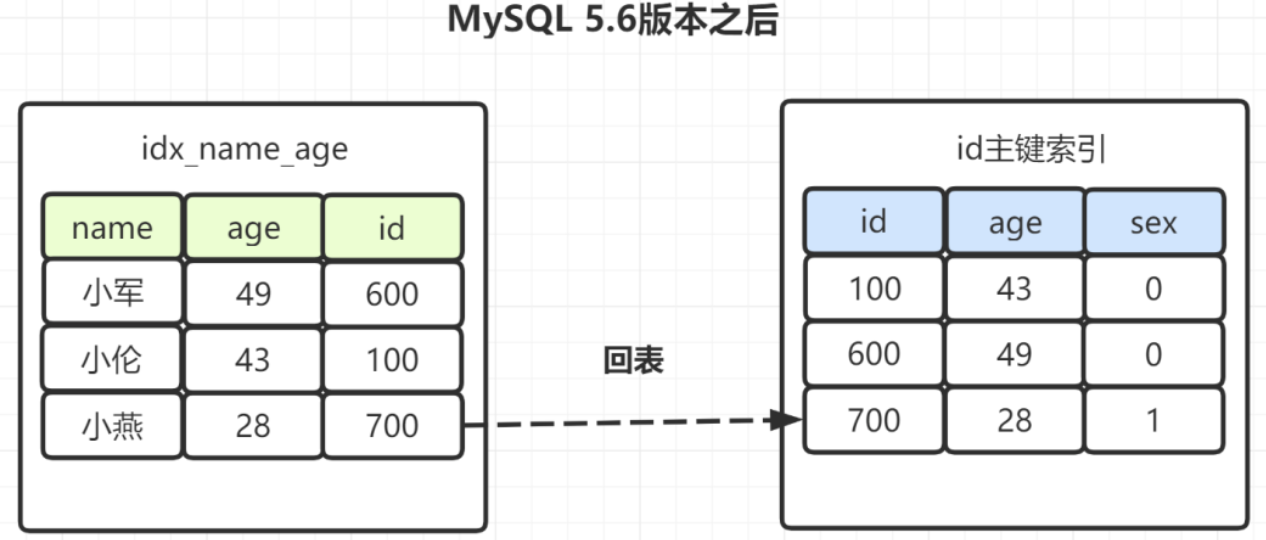 MySQL 5.6版本之后
idx_name_age
name age id
小军 49 600
小伦 43 100
小燕 28 700
回表
id主键索引
id age sex
100 43 0
600 49 0
700 28 1